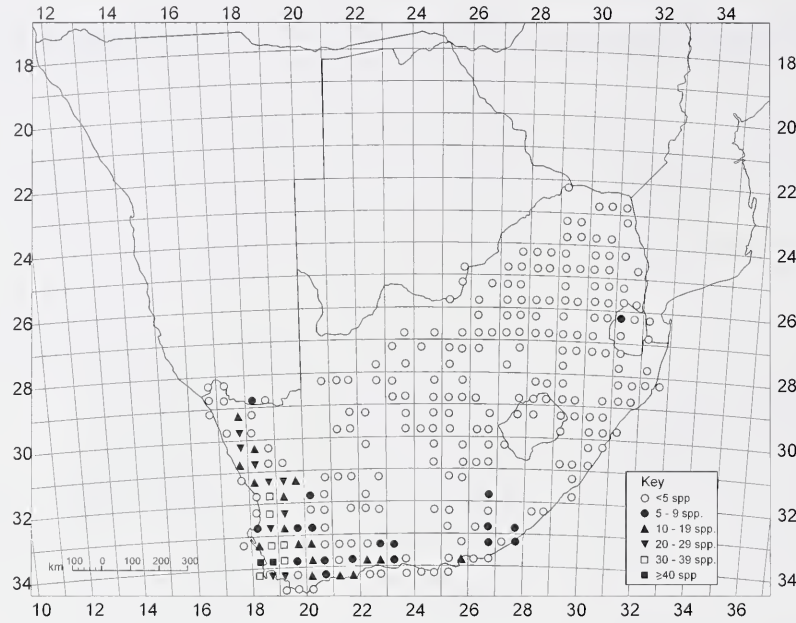 12 14 16 18 20 22 24 26 28 30 32 34
18 18
20 20
22 22
24 24
26 26
28 28
30 30
32 32
34 34
Key
<5 spp
5 - 9 spp.
10 - 19 spp.
20 - 29 spp.
30 - 39 spp.
≥40 spp
km 100 0 100 200 300
10 12 14 16 18 20 22 24 26 28 30 32 34 36